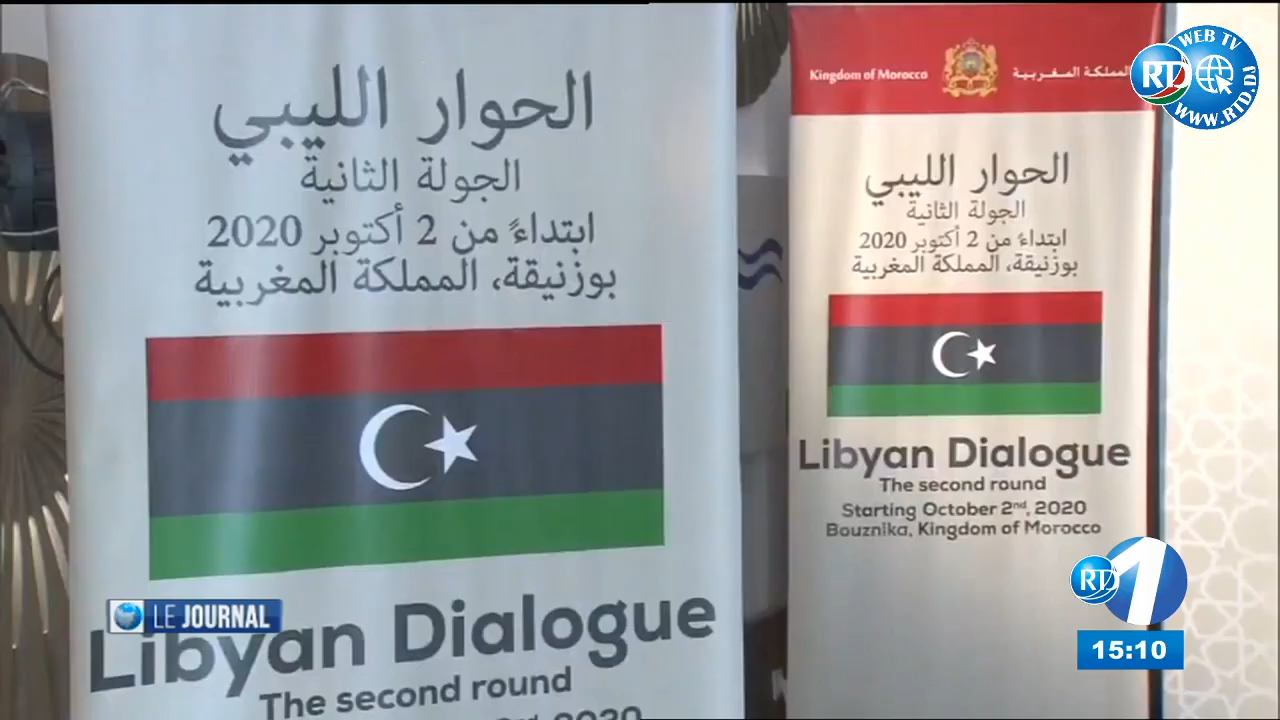 الحوار الليبي
الجولة الثانية
ابتداءً من 2 أكتوبر 2020
بوزنيقة، المملكة المغربية
Libyan Dialogue
The second round
2020
Kingdom of Morocco
المملكة المغربية
الحوار الليبي
الجولة الثانية
ابتداءً من 2 أكتوبر 2020
بوزنيقة، المملكة المغربية
Libyan Dialogue
The second round
Starting October 2nd, 2020
Bouznika, Kingdom of Morocco
WEB TV
RTD
WWW.RTD.DJ
LE JOURNAL
RTD
1
15:10